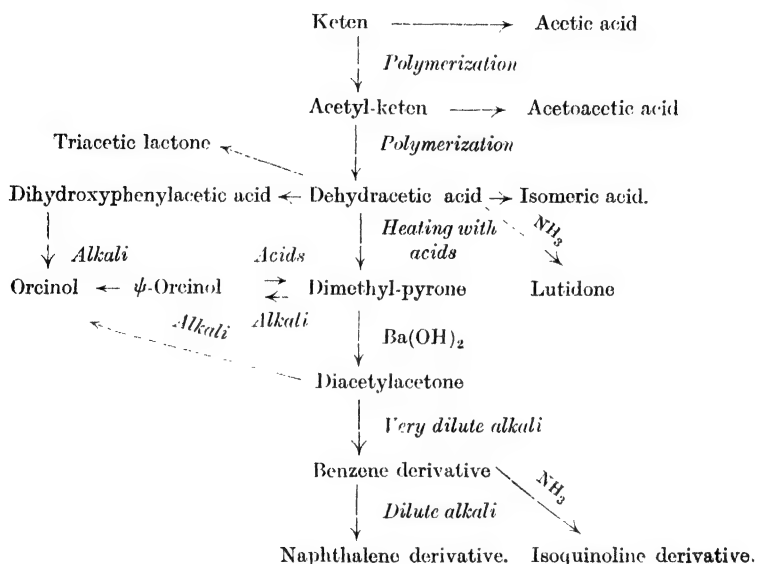 Keten Acetic acid
Polymerization
Acetyl-keten Acetoacetic acid
Triacetic lactone Polymerization
Dihydroxyphenylacetic acid Dehydracetic acid Isomeric acid.
Heating with NH₃
Alkali Acids acids
Orcinol ψ-Orcinol Dimethyl-pyrone Lutidone
Alkali Alkali
Ba(OH)₂
Diacetylacetone
Very dilute alkali
Benzene derivative
NH₃
Dilute alkali
Naphthalene derivative. Isoquinoline derivative.